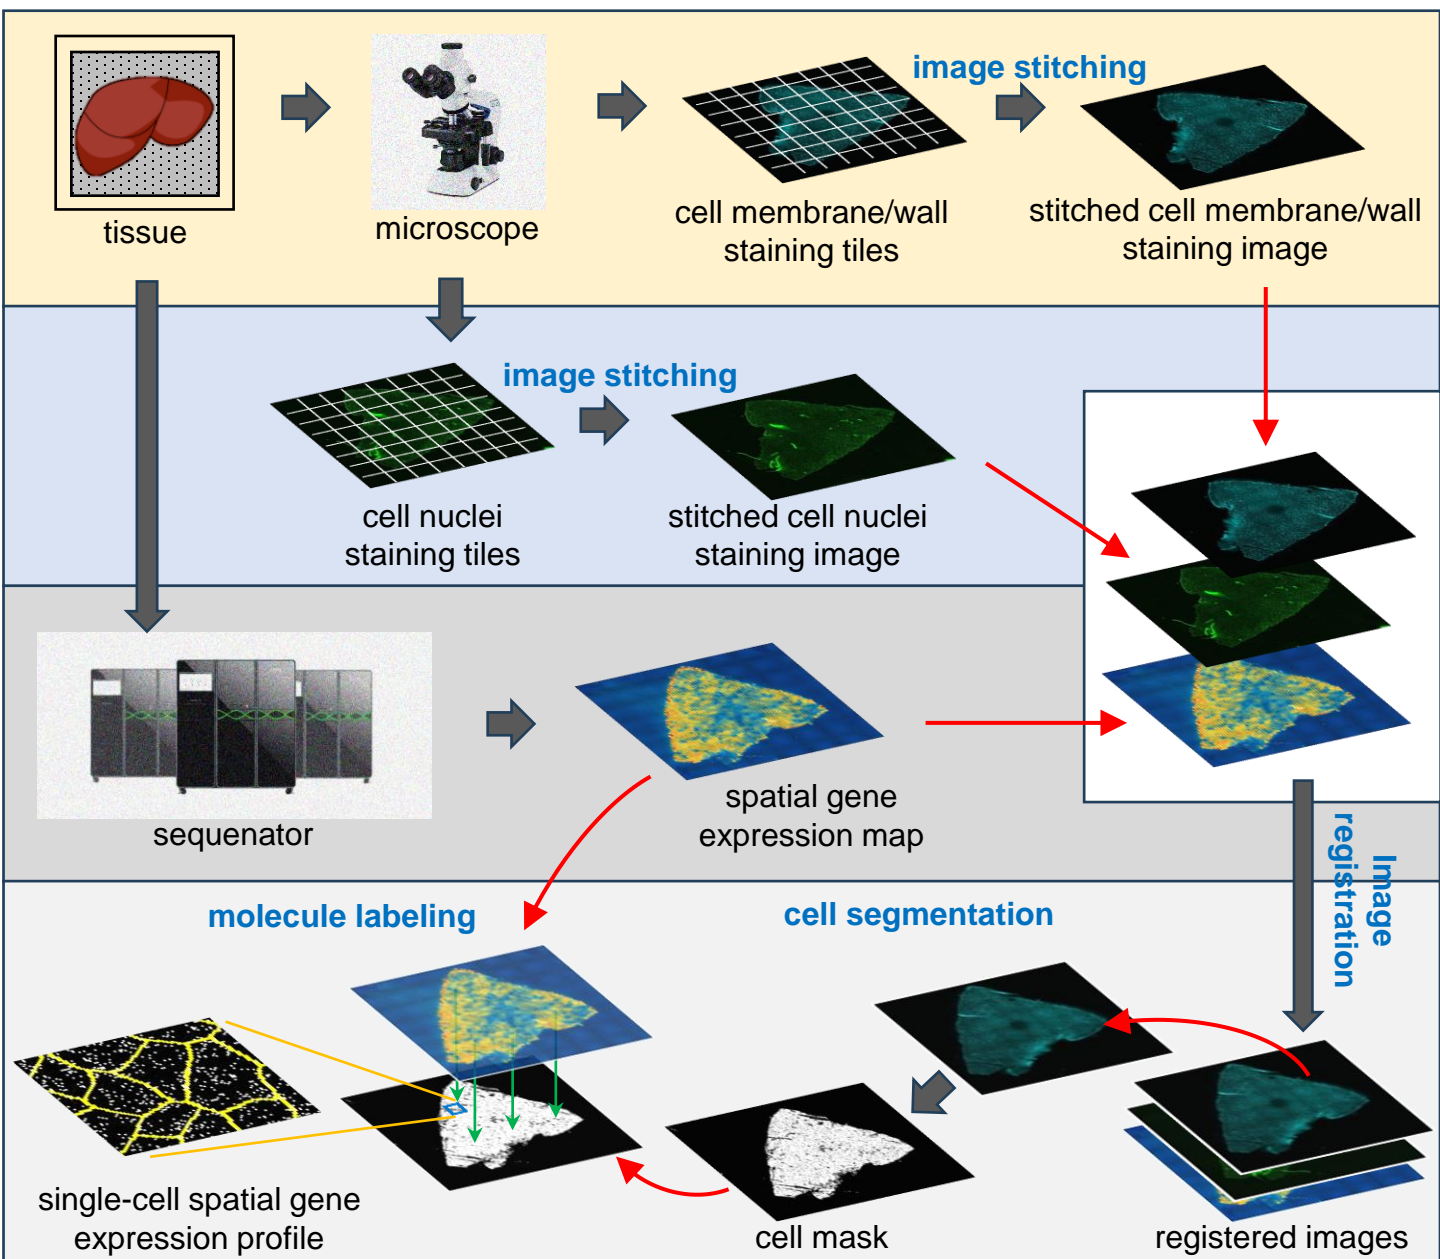 image stitching
tissue
microscope
cell membrane/wall
staining tiles
stitched cell membrane/wall
staining image
image stitching
cell nuclei
staining tiles
stitched cell nuclei
staining image
sequenator
spatial gene
expression map
Image
registration
molecule labeling
cell segmentation
single-cell spatial gene
expression profile
cell mask
registered images